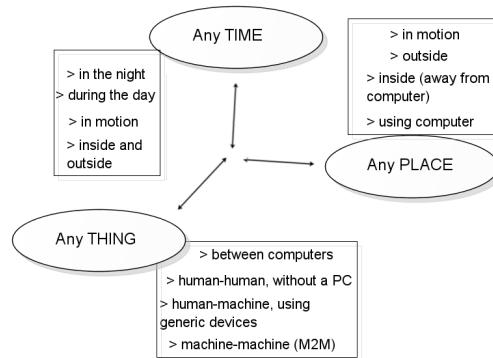 Any TIME
> in the night
> during the day
> in motion
> inside and
outside
> in motion
> outside
> inside (away from
computer)
> using computer
Any PLACE
Any THING
> between computers
> human-human, without a PC
> human-machine, using
generic devices
> machine-machine (M2M)